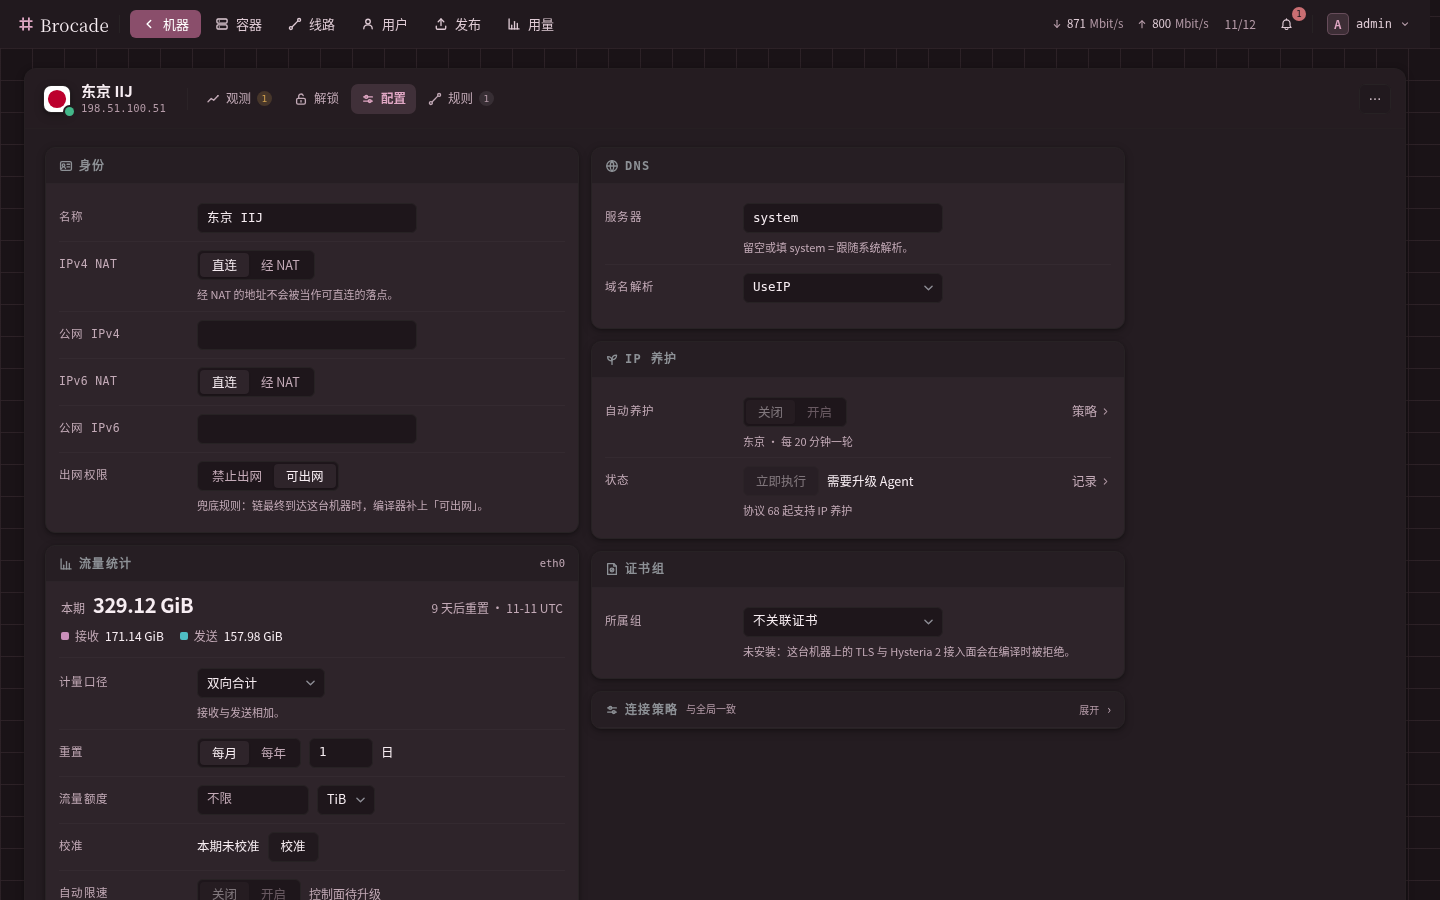 Brocade
机器
容器
线路
用户
发布
用量
↓ 871 Mbit/s
↑ 800 Mbit/s
11/12
1
A
admin
东京 IIJ
198.51.100.51
观测 1
解锁
配置
规则 1
...
身份
名称
东京 IIJ
IPv4 NAT
直连
经 NAT
经 NAT 的地址不会被当作可直连的落点。
公网 IPv4
IPv6 NAT
直连
经 NAT
公网 IPv6
出网权限
禁止出网
可出网
兜底规则：链最终到达这台机器时，编译器补上「可出网」。
流量统计
eth0
本期 329.12 GiB
9 天后重置 · 11-11 UTC
接收 171.14 GiB
发送 157.98 GiB
计量口径
双向合计
接收与发送相加。
重置
每月
每年
1
日
流量额度
不限
TiB
校准
本期未校准
校准
自动限速
关闭
开启
控制面待升级
DNS
服务器
system
留空或填 system = 跟随系统解析。
域名解析
UseIP
IP 养护
自动养护
关闭
开启
策略 ›
东京 · 每 20 分钟一轮
状态
立即执行
需要升级 Agent
记录 ›
协议 68 起支持 IP 养护
证书组
所属组
不关联证书
未安装：这台机器上的 TLS 与 Hysteria 2 接入面会在编译时被拒绝。
连接策略
与全局一致
展开 ›